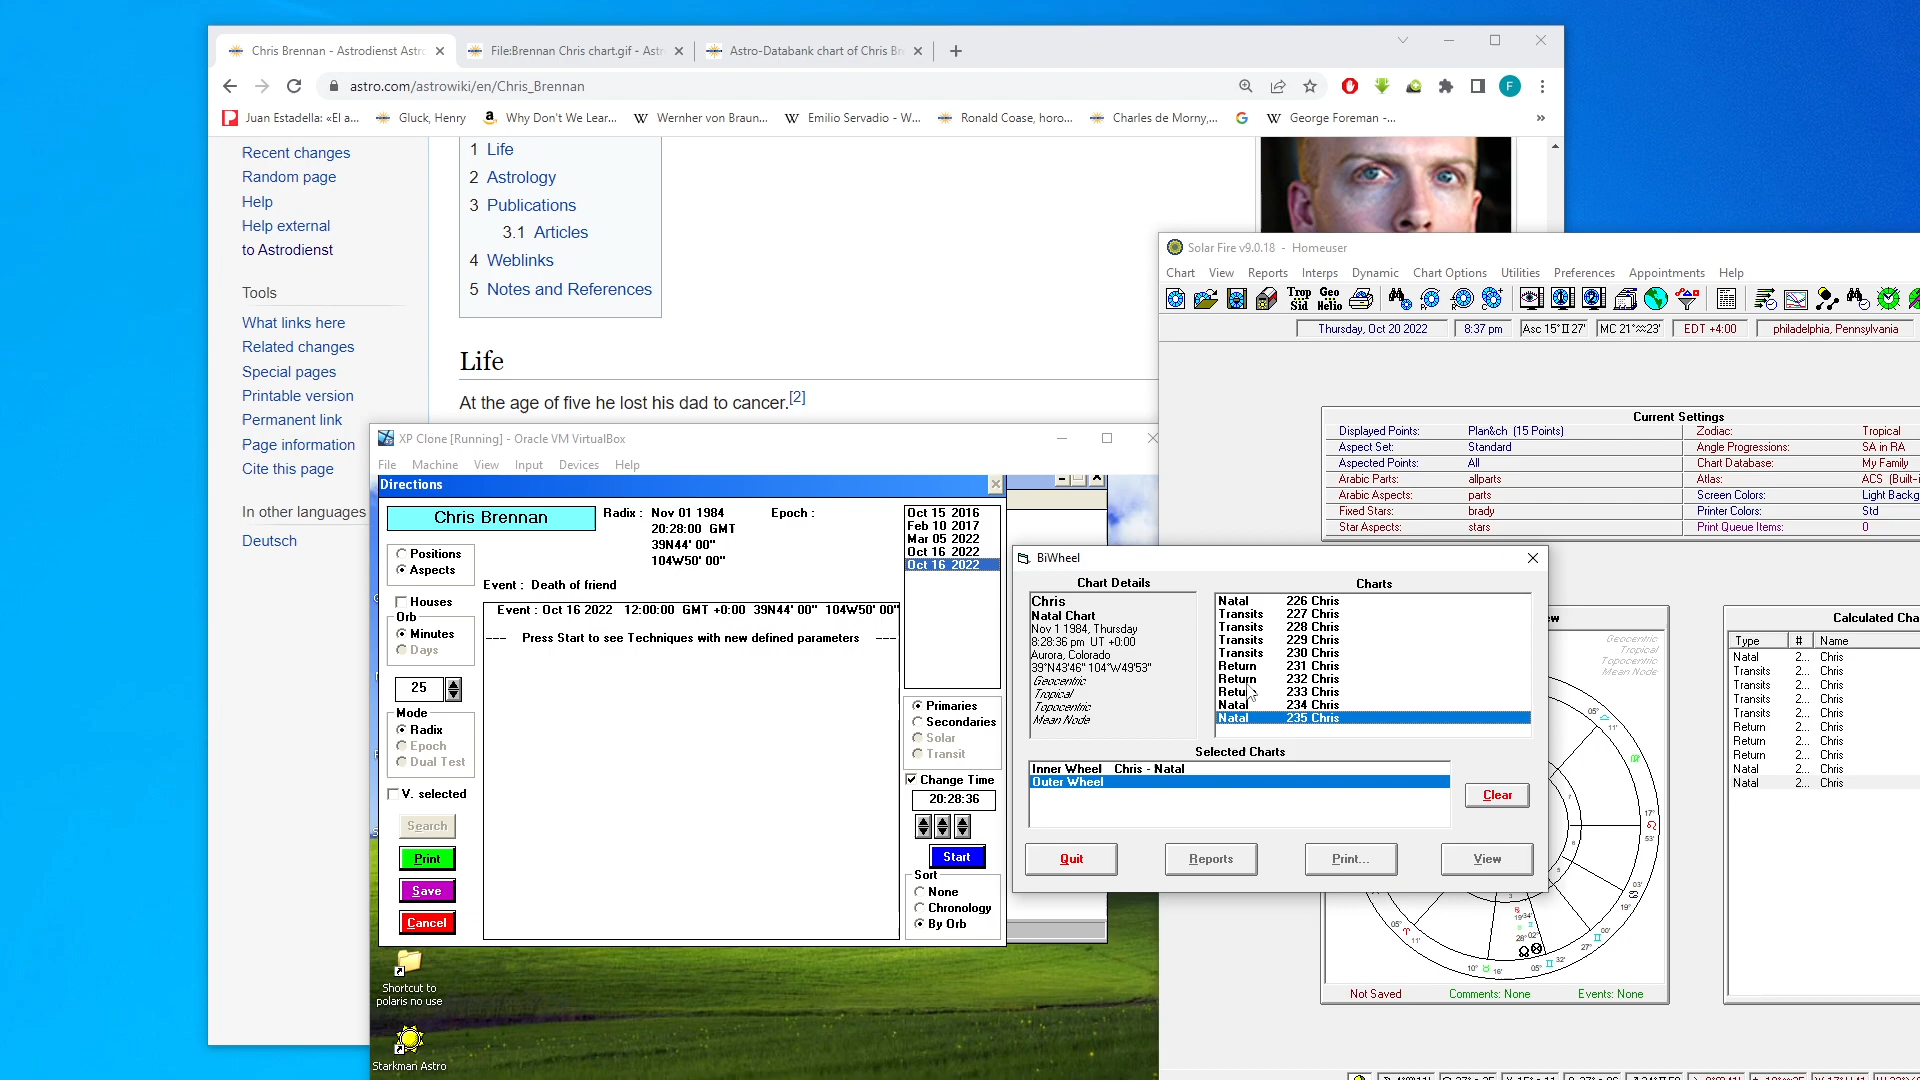 Chris Brennan - Astrodienst Astro
File:Brennan Chris chart.gif - Astr
Astro-Databank chart of Chris Br
astro.com/astrowiki/en/Chris_Brennan
F
Juan Estadella: «El a...
Gluck, Henry
Why Don't We Lear...
Wernher von Braun...
Emilio Servadio - W...
Ronald Coase, horo...
Charles de Morny,...
George Foreman -...
Recent changes
Random page
Help
Help external
to Astrodienst
Tools
What links here
Related changes
Special pages
Printable version
Permanent link
Page information
Cite this page
In other languages
Deutsch
1 Life
2 Astrology
3 Publications
3.1 Articles
4 Weblinks
5 Notes and References
Life
At the age of five he lost his dad to cancer.[2]
XP Clone [Running] - Oracle VM VirtualBox
File Machine View Input Devices Help
Directions
Chris Brennan
Radix : Nov 01 1984
20:28:00 GMT
39N44' 00"
104W50' 00"
Epoch :
Event : Death of friend
Oct 15 2016
Feb 10 2017
Mar 05 2022
Oct 16 2022
Oct 16 2022
Positions
Aspects
Houses
Orb
Minutes
Days
25
Mode
Radix
Epoch
Dual Test
V. selected
Search
Print
Save
Cancel
Event : Oct 16 2022 12:00:00 GMT +0:00 39N44' 00" 104W50' 00"
--- Press Start to see Techniques with new defined parameters ---
Primaries
Secondaries
Solar
Transit
Change Time
20:28:36
Start
Sort
None
Chronology
By Orb
Shortcut to
polaris no use
Starkman Astro
Solar Fire v9.0.18 - Homeuser
Chart View Reports Interps Dynamic Chart Options Utilities Preferences Appointments Help
Trop
Sid
Geo
Helio
Thursday, Oct 20 2022
8:37 pm
Asc 15°♊27'
MC 21°♒23'
EDT +4:00
philadelphia, Pennsylvania
Current Settings
Displayed Points: Plan&ch (15 Points)
Aspect Set: Standard
Aspected Points: All
Arabic Parts: allparts
Arabic Aspects: parts
Fixed Stars: brady
Star Aspects: stars
Zodiac: Tropical
Angle Progressions: SA in RA
Chart Database: My Family
Atlas: ACS (Built-i
Screen Colors: Light Backg
Printer Colors: Std
Print Queue Items: 0
BiWheel
Chart Details
Chris
Natal Chart
Nov 1 1984, Thursday
8:28:36 pm UT +0:00
Aurora, Colorado
39°N43'46" 104°W49'53"
Geocentric
Tropical
Topocentric
Mean Node
Charts
Natal 226 Chris
Transits 227 Chris
Transits 228 Chris
Transits 229 Chris
Transits 230 Chris
Return 231 Chris
Return 232 Chris
Return 233 Chris
Natal 234 Chris
Natal 235 Chris
Selected Charts
Inner Wheel Chris - Natal
Outer Wheel
Clear
Quit
Reports
Print...
View
ew
Geocentric
Tropical
Topocentric
Mean Node
Not Saved
Comments: None
Events: None
Calculated Cha
Type # Name
Natal 2... Chris
Transits 2... Chris
Transits 2... Chris
Transits 2... Chris
Transits 2... Chris
Return 2... Chris
Return 2... Chris
Return 2... Chris
Natal 2... Chris
Natal 2... Chris